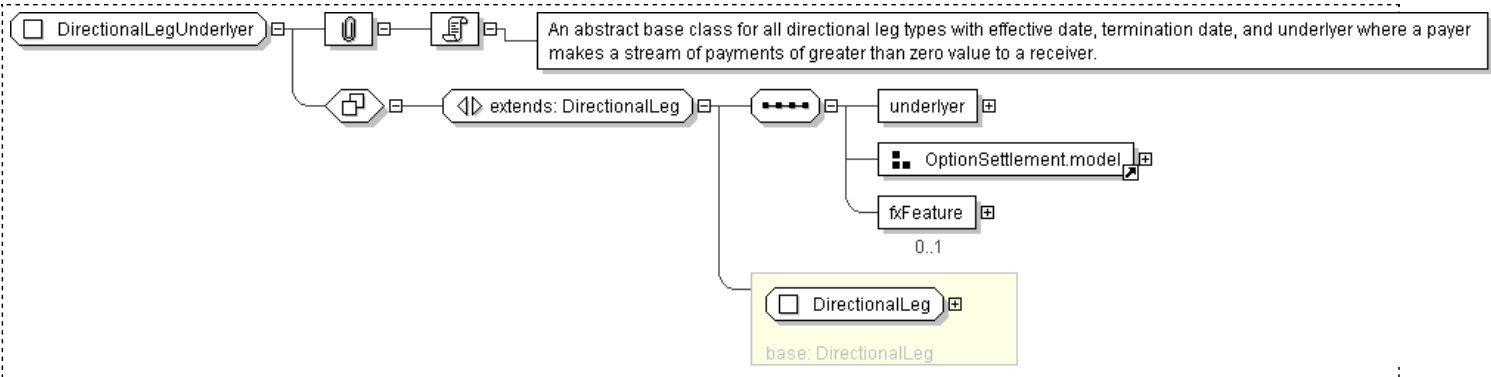 DirectionalLegUnderlyer
An abstract base class for all directional leg types with effective date, termination date, and underlyer where a payer
makes a stream of payments of greater than zero value to a receiver.
extends: DirectionalLeg
underlyer
OptionSettlement.model
fxFeature
0..1
DirectionalLeg
base: DirectionalLeg